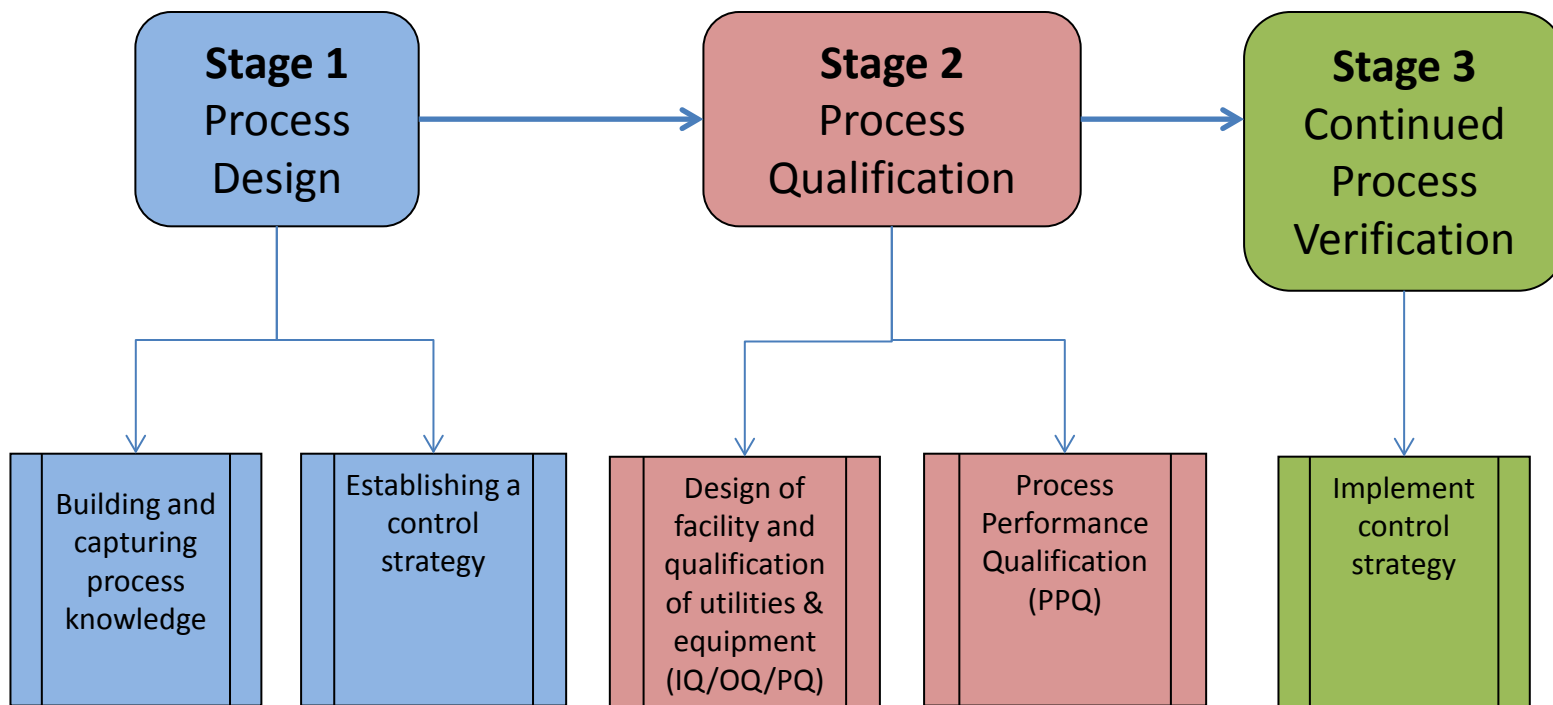 Stage 1
Process
Design
Stage 2
Process
Qualification
Stage 3
Continued
Process
Verification
Building and
capturing
process
knowledge
Establishing a
control
strategy
Design of
facility and
qualification
of utilities &
equipment
(IQ/OQ/PQ)
Process
Performance
Qualification
(PPQ)
Implement
control
strategy